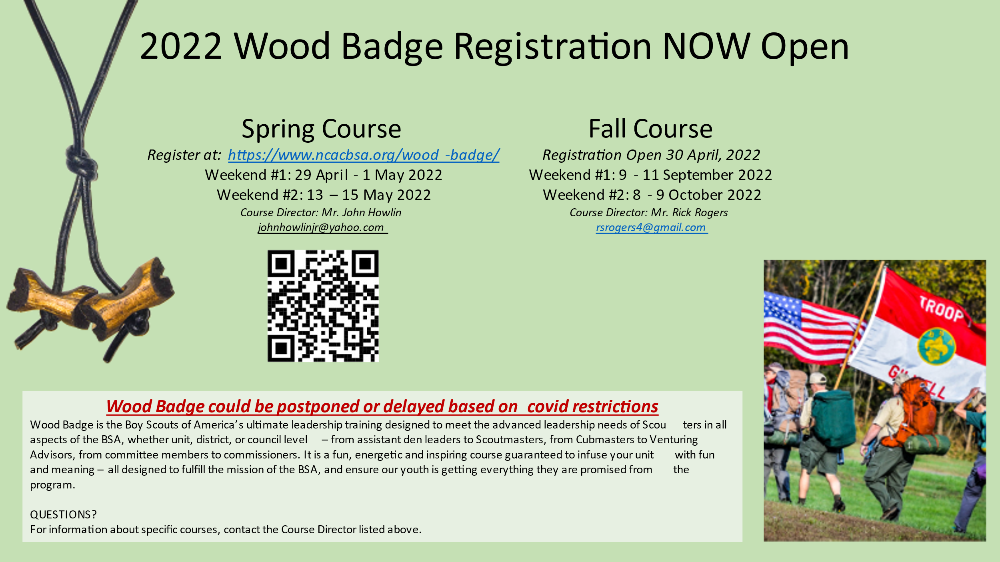 2022 Wood Badge Registration NOW Open
Spring Course
Register at: https://www.ncacbsa.org/wood -badge/
Weekend #1: 29 April - 1 May 2022
Weekend #2: 13 – 15 May 2022
Course Director: Mr. John Howlin
johnhowlinjr@yahoo.com
Fall Course
Registration Open 30 April, 2022
Weekend #1: 9 - 11 September 2022
Weekend #2: 8 - 9 October 2022
Course Director: Mr. Rick Rogers
rsrogers4@gmail.com
TROOP
BSA
Wood Badge could be postponed or delayed based on covid restrictions
Wood Badge is the Boy Scouts of America’s ultimate leadership training designed to meet the advanced leadership needs of Scou ters in all
aspects of the BSA, whether unit, district, or council level – from assistant den leaders to Scoutmasters, from Cubmasters to Venturing
Advisors, from committee members to commissioners. It is a fun, energetic and inspiring course guaranteed to infuse your unit with fun
and meaning – all designed to fulfill the mission of the BSA, and ensure our youth is getting everything they are promised from the
program.
QUESTIONS?
For information about specific courses, contact the Course Director listed above.